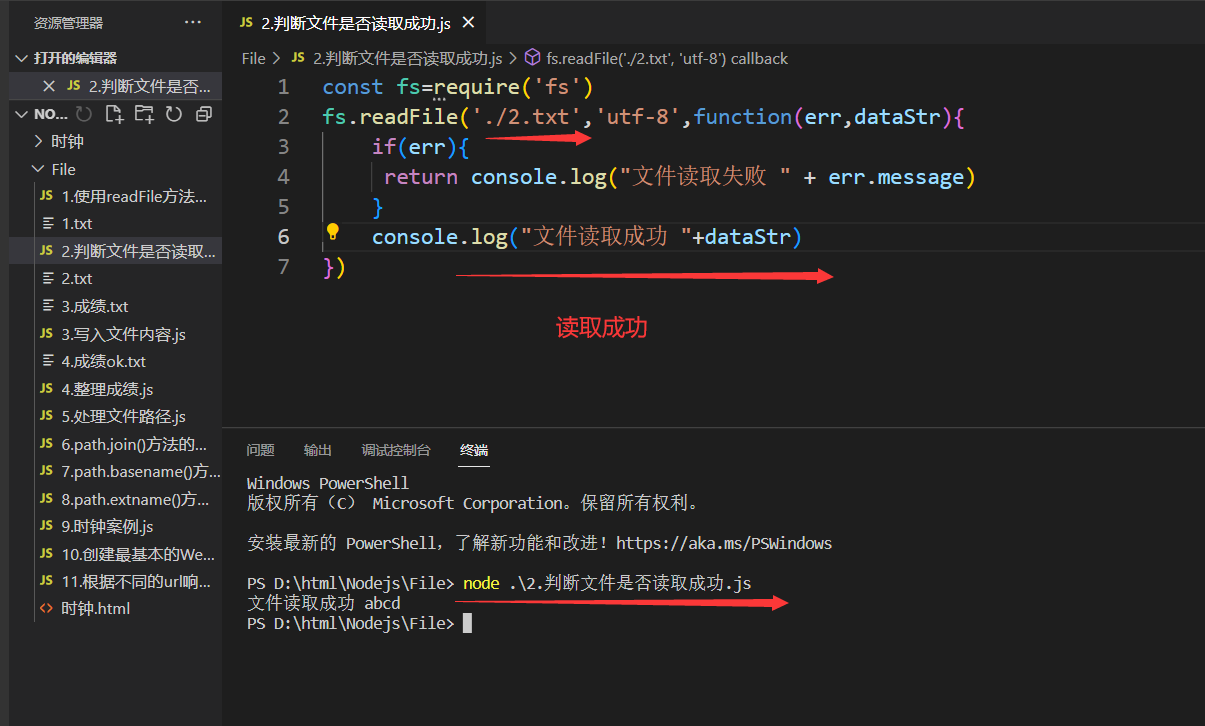 资源管理器 ···
打开的编辑器
JS 2.判断文件是否...
NO...
时钟
File
JS 1.使用readFile方法...
1.txt
JS 2.判断文件是否读取...
2.txt
3.成绩.txt
JS 3.写入文件内容.js
4.成绩ok.txt
JS 4.整理成绩.js
JS 5.处理文件路径.js
JS 6.path.join()方法的...
JS 7.path.basename()方...
JS 8.path.extname()方...
JS 9.时钟案例.js
JS 10.创建最基本的We...
JS 11.根据不同的url响...
<> 时钟.html
JS 2.判断文件是否读取成功.js
File > JS 2.判断文件是否读取成功.js > fs.readFile('./2.txt', 'utf-8') callback
1 const fs=require('fs')
2 fs.readFile('./2.txt','utf-8',function(err,dataStr){
3 if(err){
4 return console.log("文件读取失败 " + err.message)
5 }
6 console.log("文件读取成功 "+dataStr)
7 })
读取成功
问题 输出 调试控制台 终端
Windows PowerShell
版权所有（C） Microsoft Corporation。保留所有权利。
安装最新的 PowerShell，了解新功能和改进！https://aka.ms/PSWindows
PS D:\html\Nodejs\File> node .\2.判断文件是否读取成功.js
文件读取成功 abcd
PS D:\html\Nodejs\File>